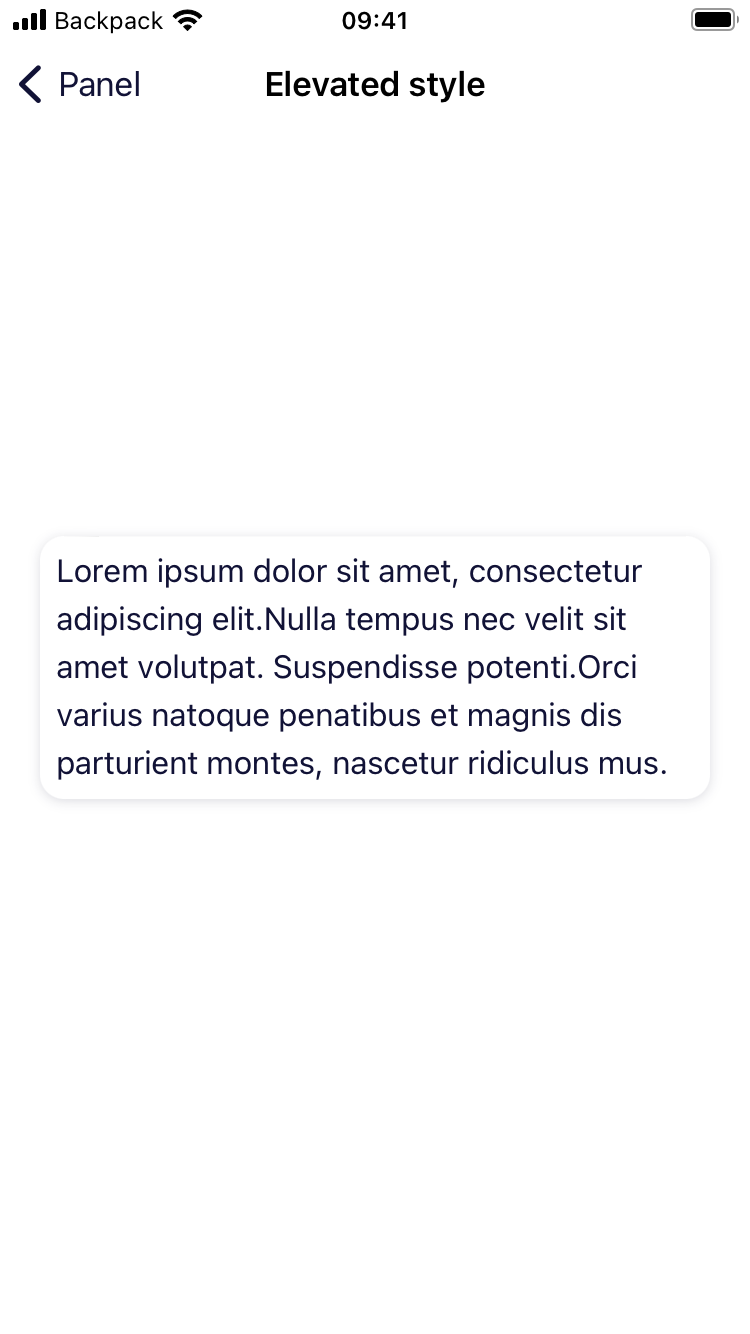 Backpack 09:41
Panel Elevated style
Lorem ipsum dolor sit amet, consectetur
adipiscing elit.Nulla tempus nec velit sit
amet volutpat. Suspendisse potenti.Orci
varius natoque penatibus et magnis dis
parturient montes, nascetur ridiculus mus.